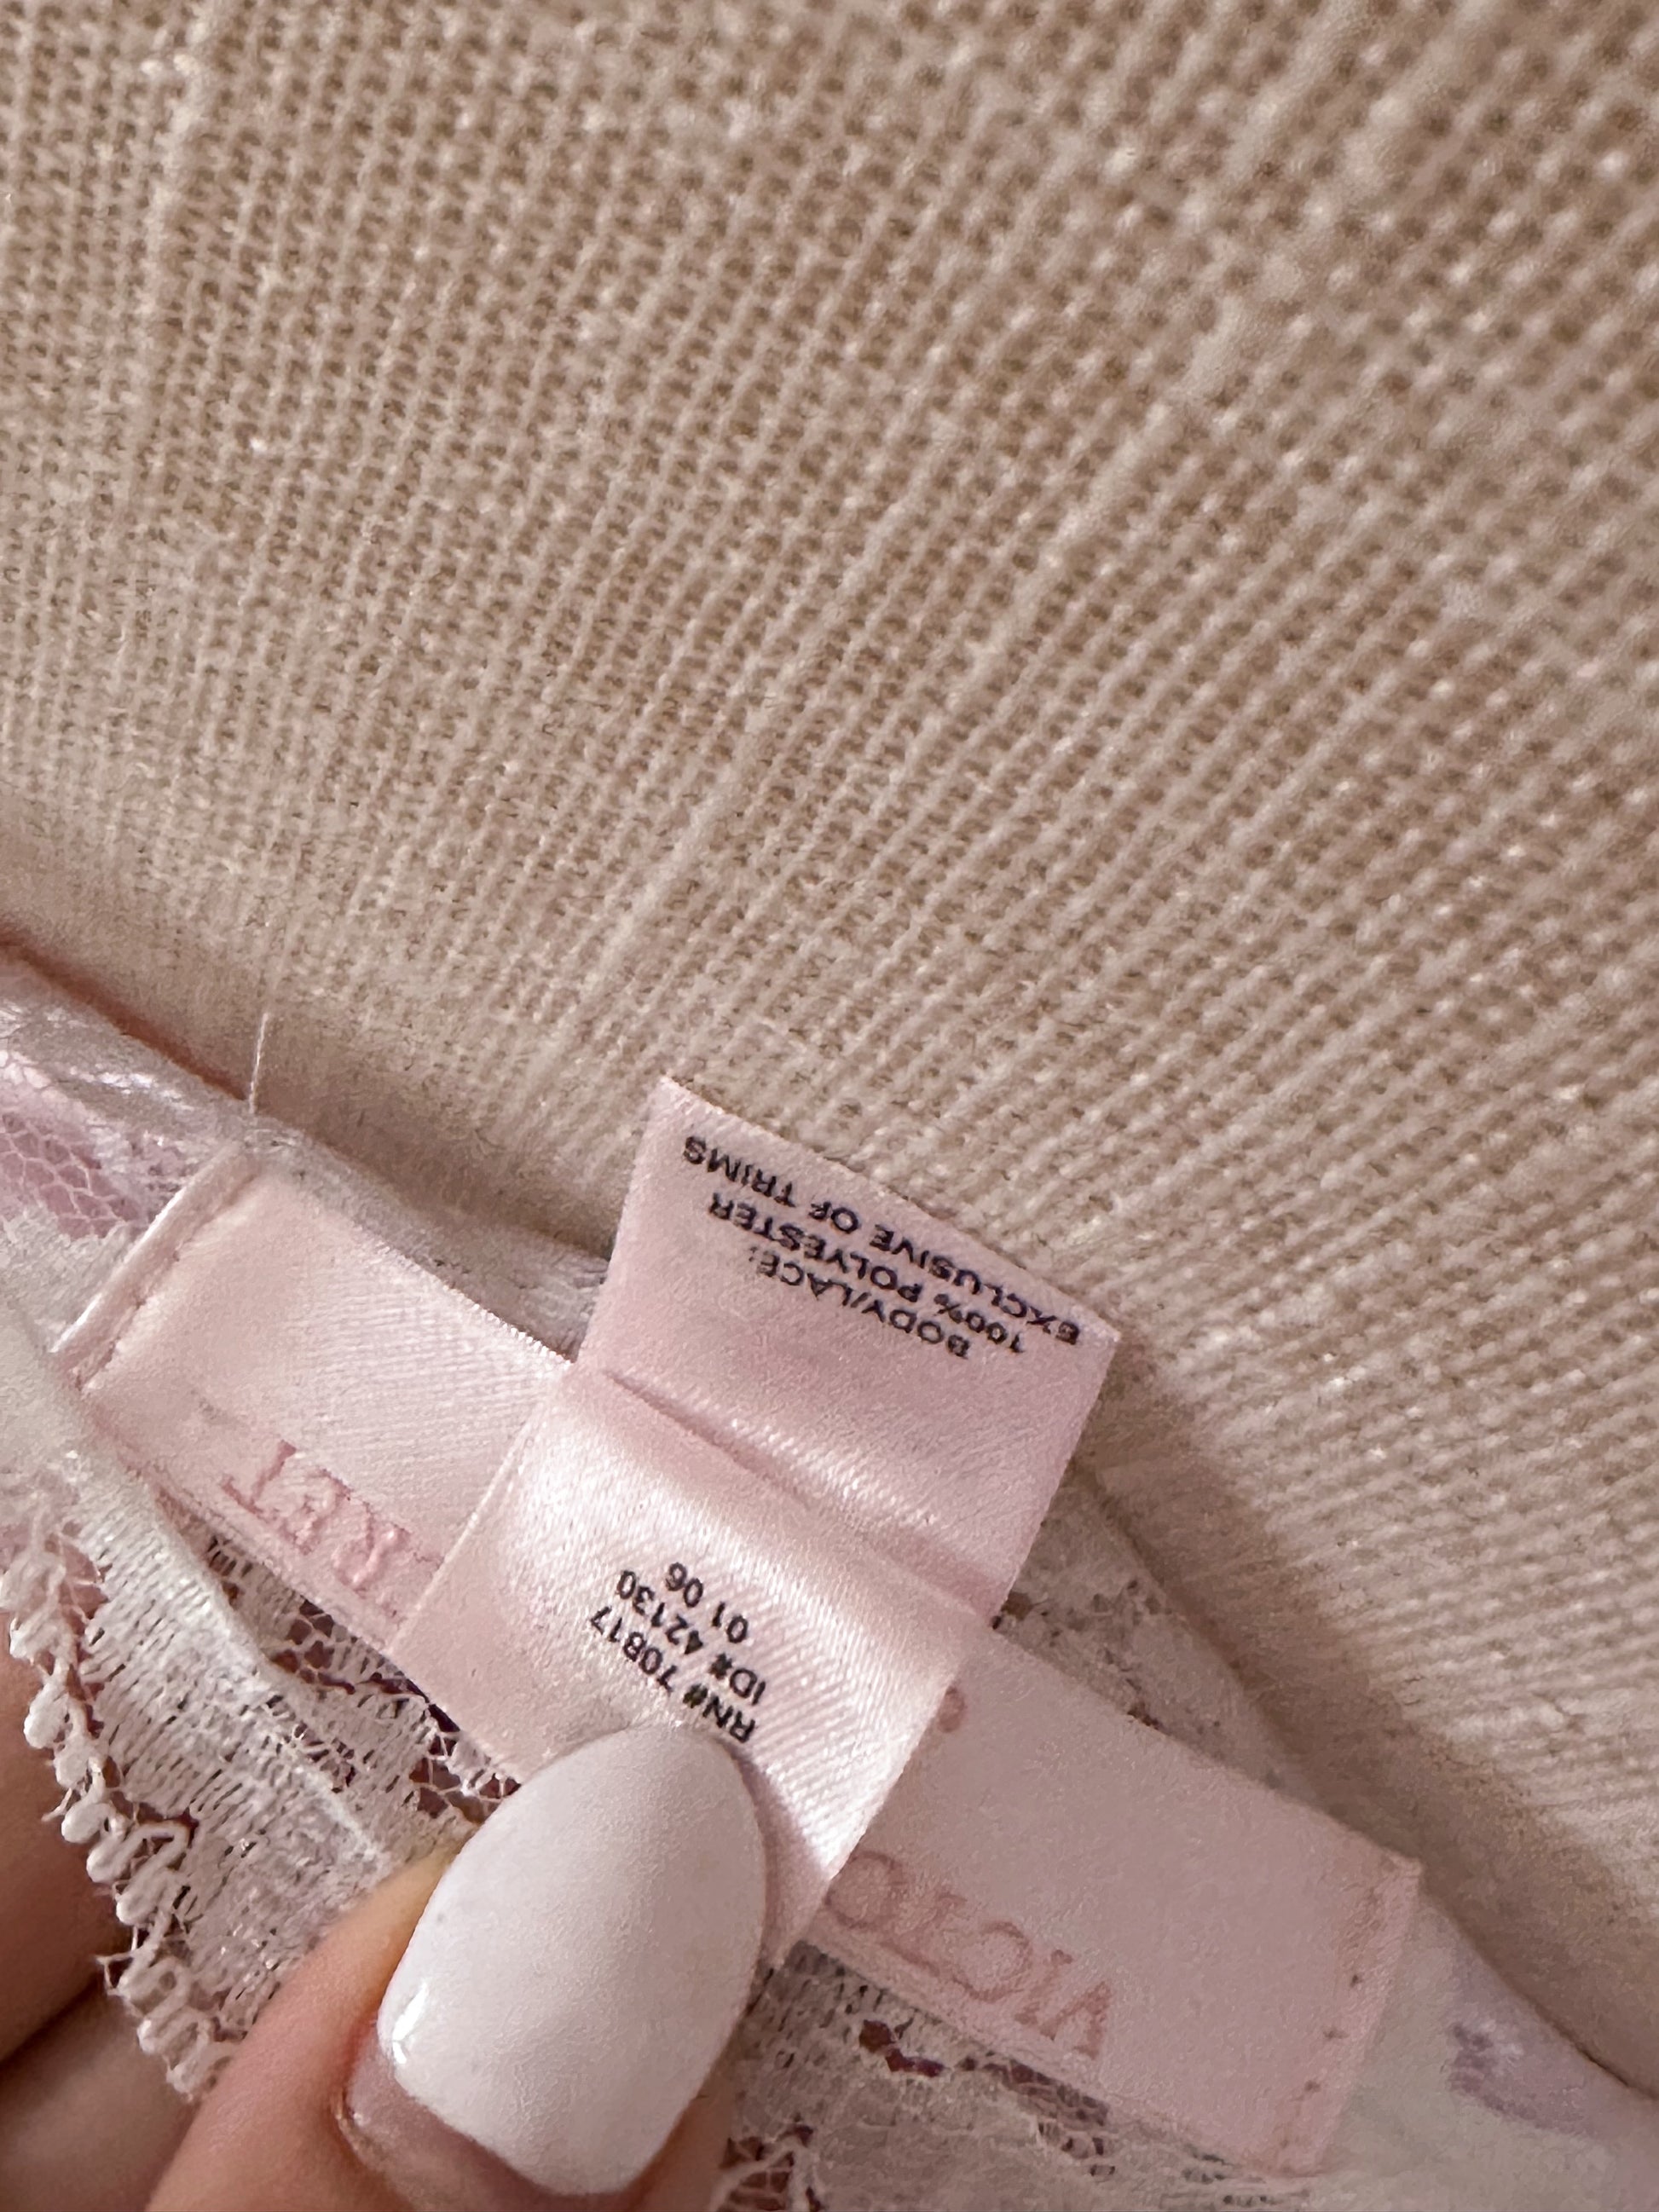 VICTO
RET
RN# 70817
ID# 42130
01 06
BODY/LACE:
100% POLYESTER
EXCLUSIVE OF TRIMS